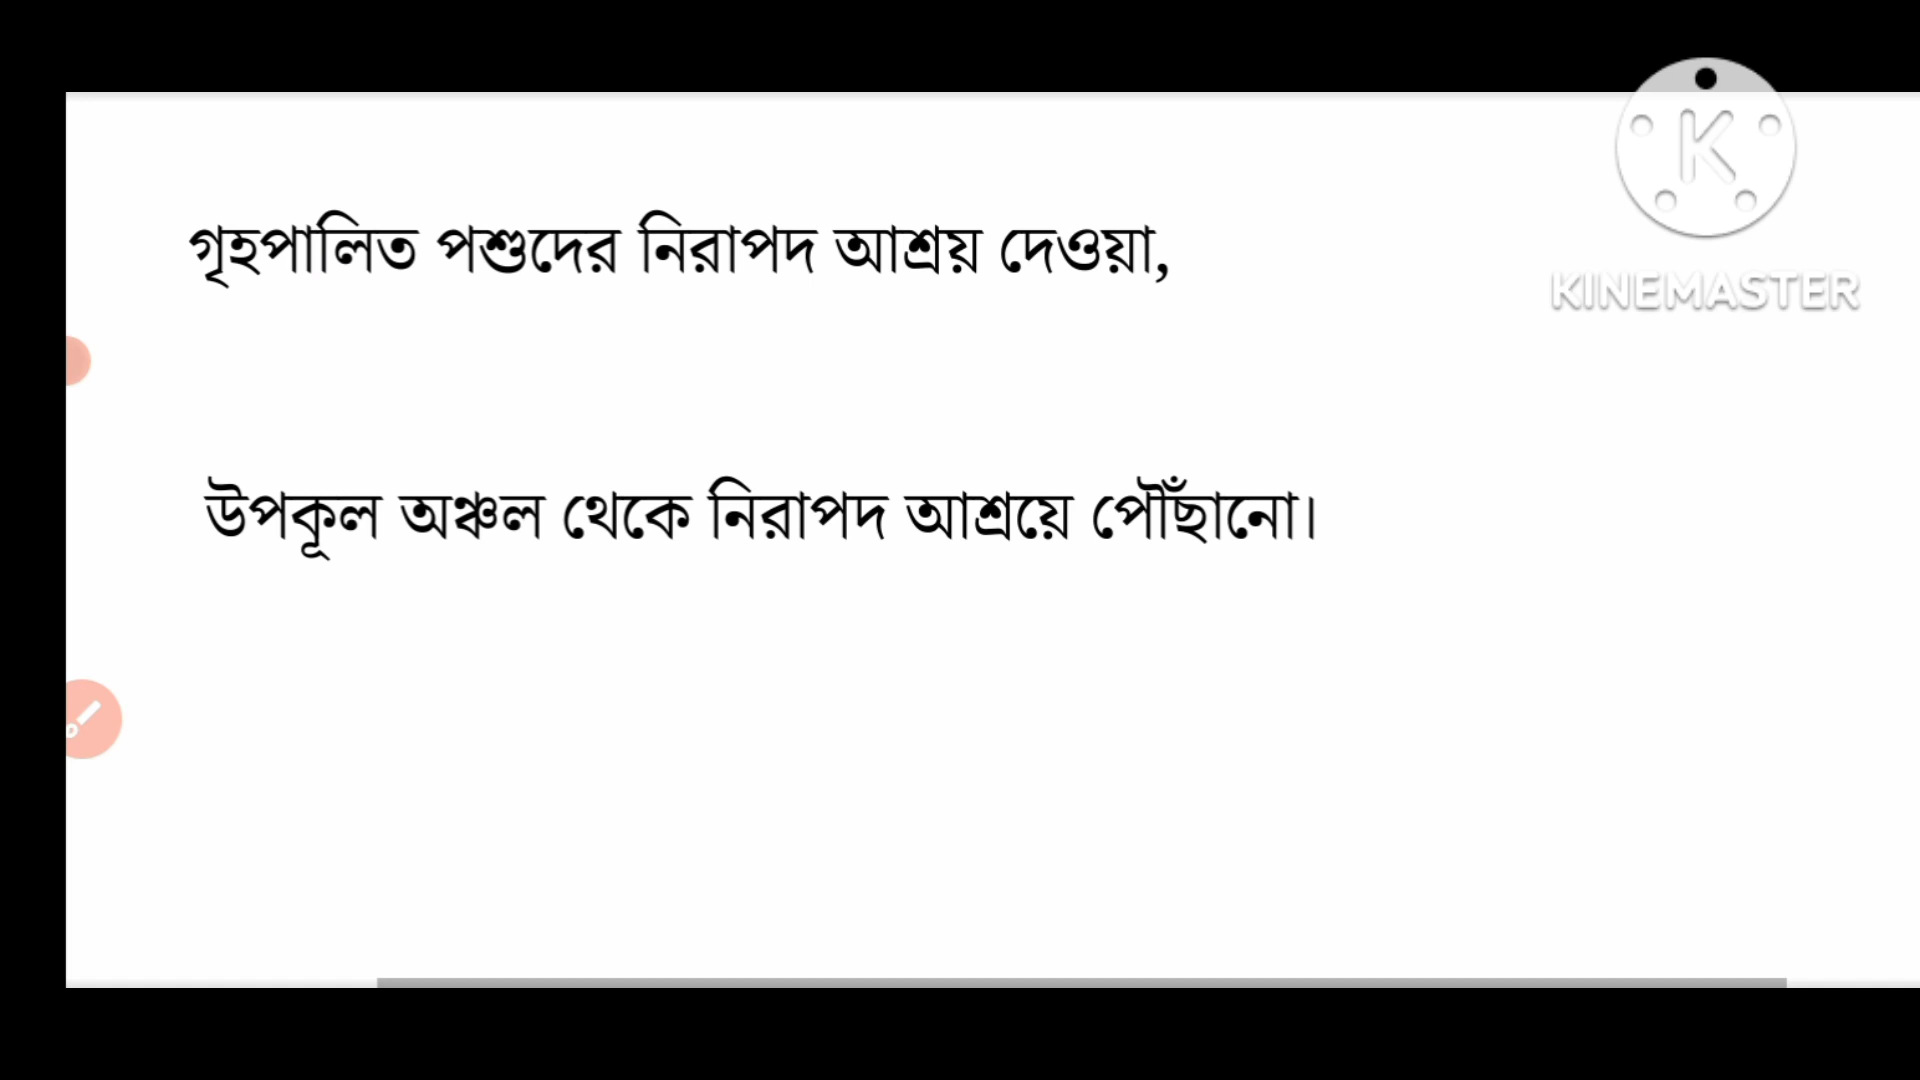 গৃহপালিত পশুদের নিরাপদ আশ্রয় দেওয়া,
উপকূল অঞ্চল থেকে নিরাপদ আশ্রয়ে পৌঁছানো।
K
KINEMASTER